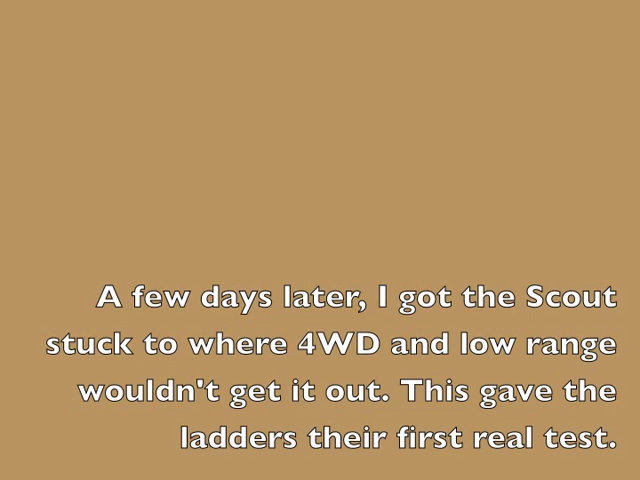 A few days later, I got the Scout
stuck to where 4WD and low range
wouldn't get it out. This gave the
ladders their first real test.